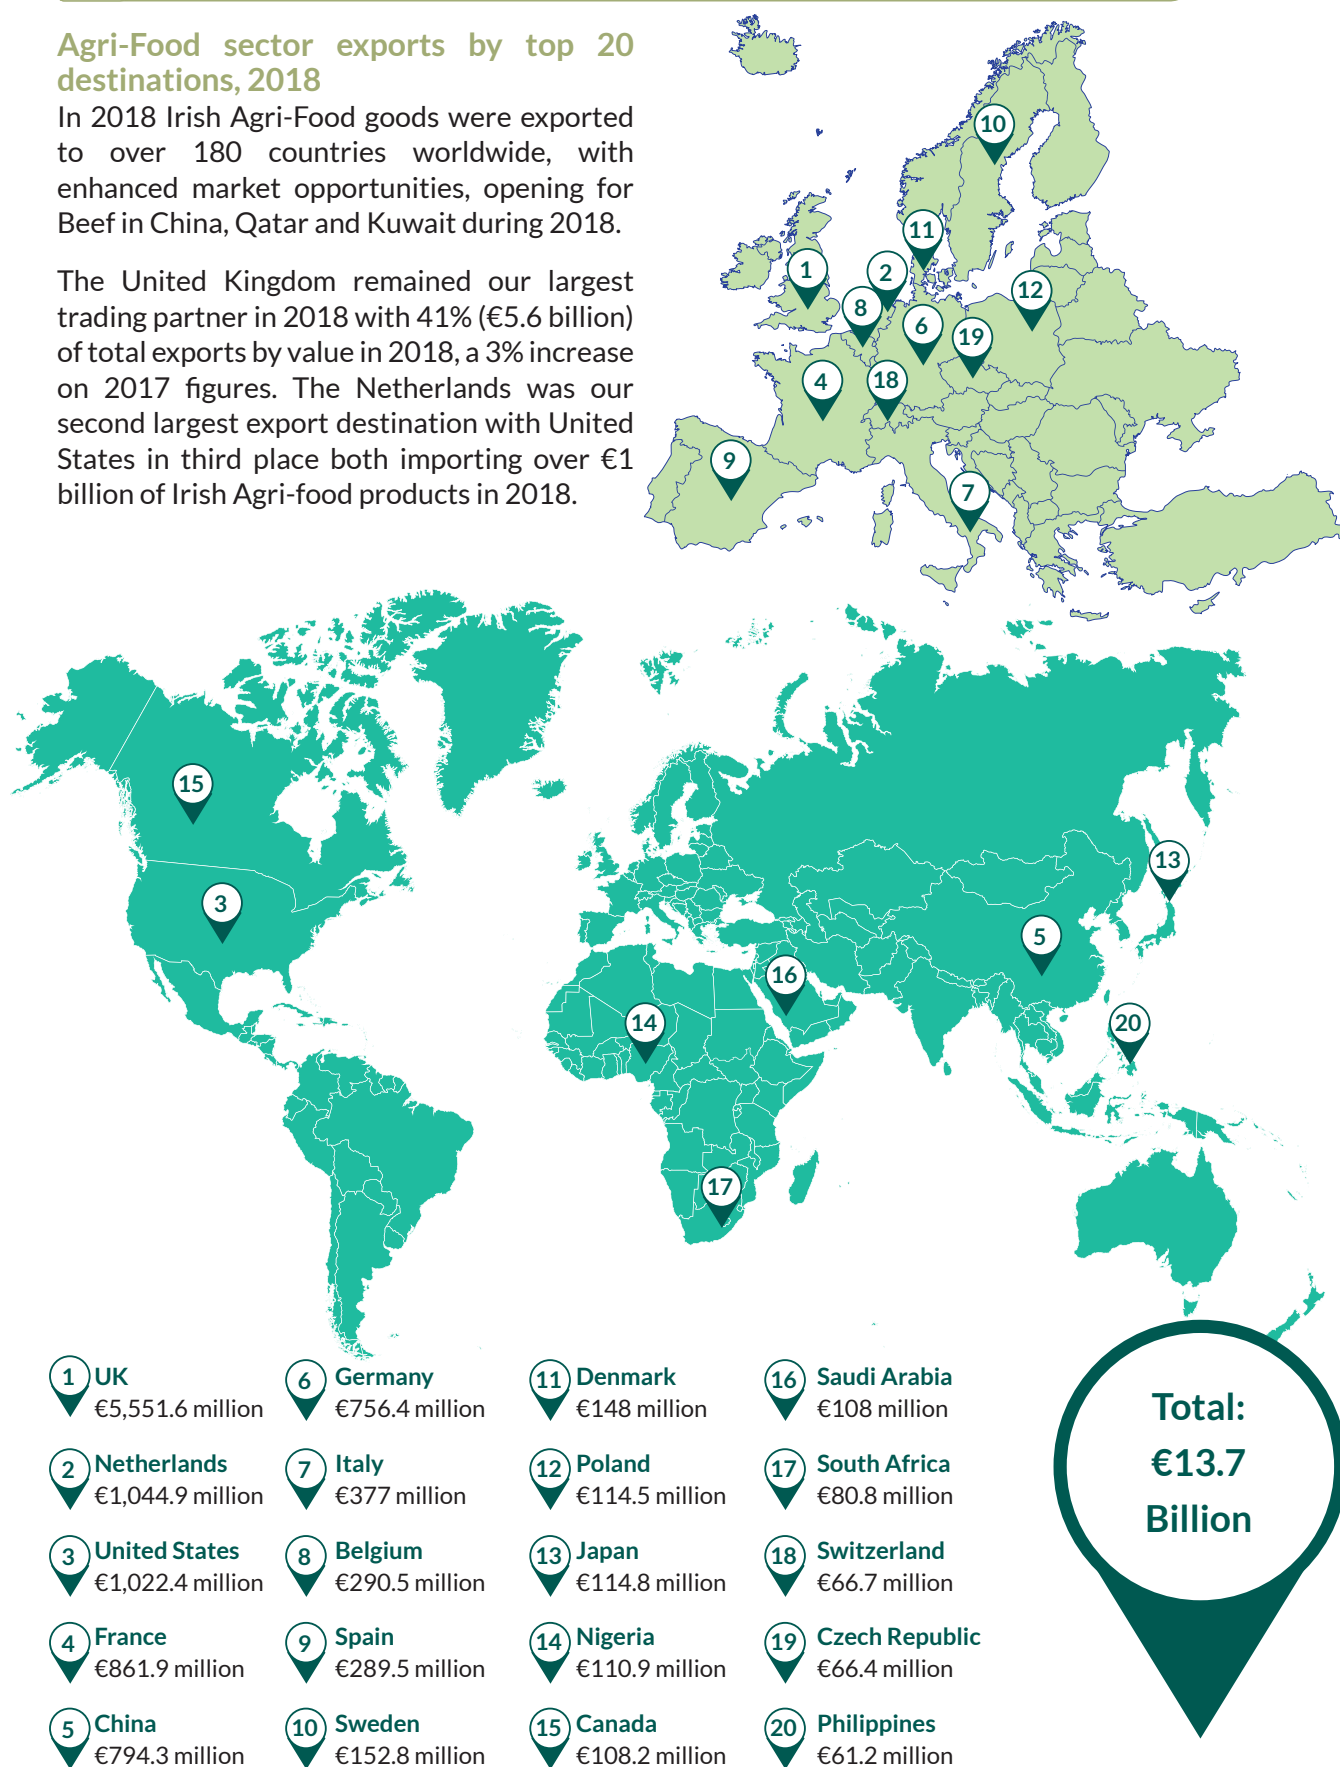 Agri-Food sector exports by top 20
destinations, 2018
In 2018 Irish Agri-Food goods were exported
to over 180 countries worldwide, with
enhanced market opportunities, opening for
Beef in China, Qatar and Kuwait during 2018.
The United Kingdom remained our largest
trading partner in 2018 with 41% (€5.6 billion)
of total exports by value in 2018, a 3% increase
on 2017 figures. The Netherlands was our
second largest export destination with United
States in third place both importing over €1
billion of Irish Agri-food products in 2018.
10
11
1
2
12
8
6
19
4
18
9
7
15
13
3
5
16
14
20
17
1 UK
€5,551.6 million
2 Netherlands
€1,044.9 million
3 United States
€1,022.4 million
4 France
€861.9 million
5 China
€794.3 million
6 Germany
€756.4 million
7 Italy
€377 million
8 Belgium
€290.5 million
9 Spain
€289.5 million
10 Sweden
€152.8 million
11 Denmark
€148 million
12 Poland
€114.5 million
13 Japan
€114.8 million
14 Nigeria
€110.9 million
15 Canada
€108.2 million
16 Saudi Arabia
€108 million
17 South Africa
€80.8 million
18 Switzerland
€66.7 million
19 Czech Republic
€66.4 million
20 Philippines
€61.2 million
Total:
€13.7
Billion